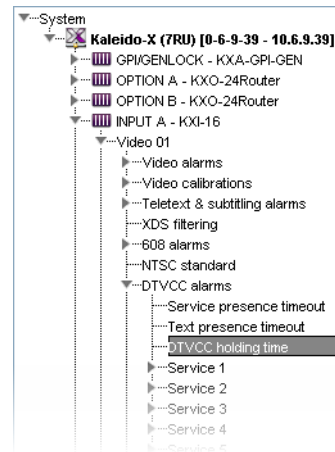 System
Kaleido-X (7RU) [0-6-9-39 - 10.6.9.39]
GPI/GENLOCK - KXA-GPI-GEN
OPTION A - KXO-24Router
OPTION B - KXO-24Router
INPUT A - KXI-16
Video 01
Video alarms
Video calibrations
Teletext & subtitling alarms
XDS filtering
608 alarms
NTSC standard
DTVCC alarms
Service presence timeout
Text presence timeout
DTVCC holding time
Service 1
Service 2
Service 3
Service 4
Service 5